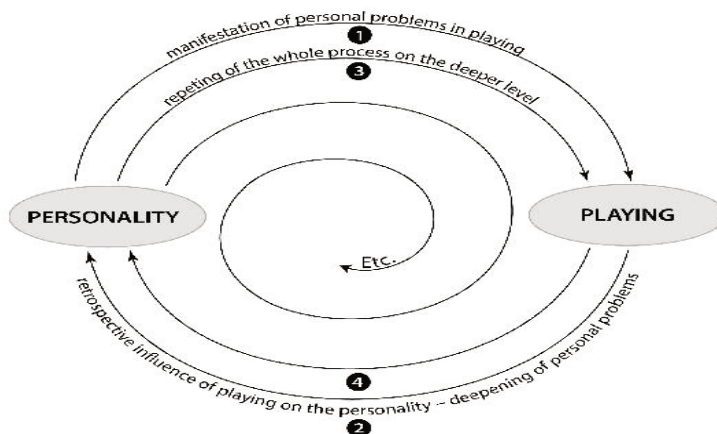 manifestation of personal problems in playing
1
repeting of the whole process on the deeper level
3
PERSONALITY
PLAYING
Etc.
4
retrospective influence of playing on the personality – deepening of personal problems
2